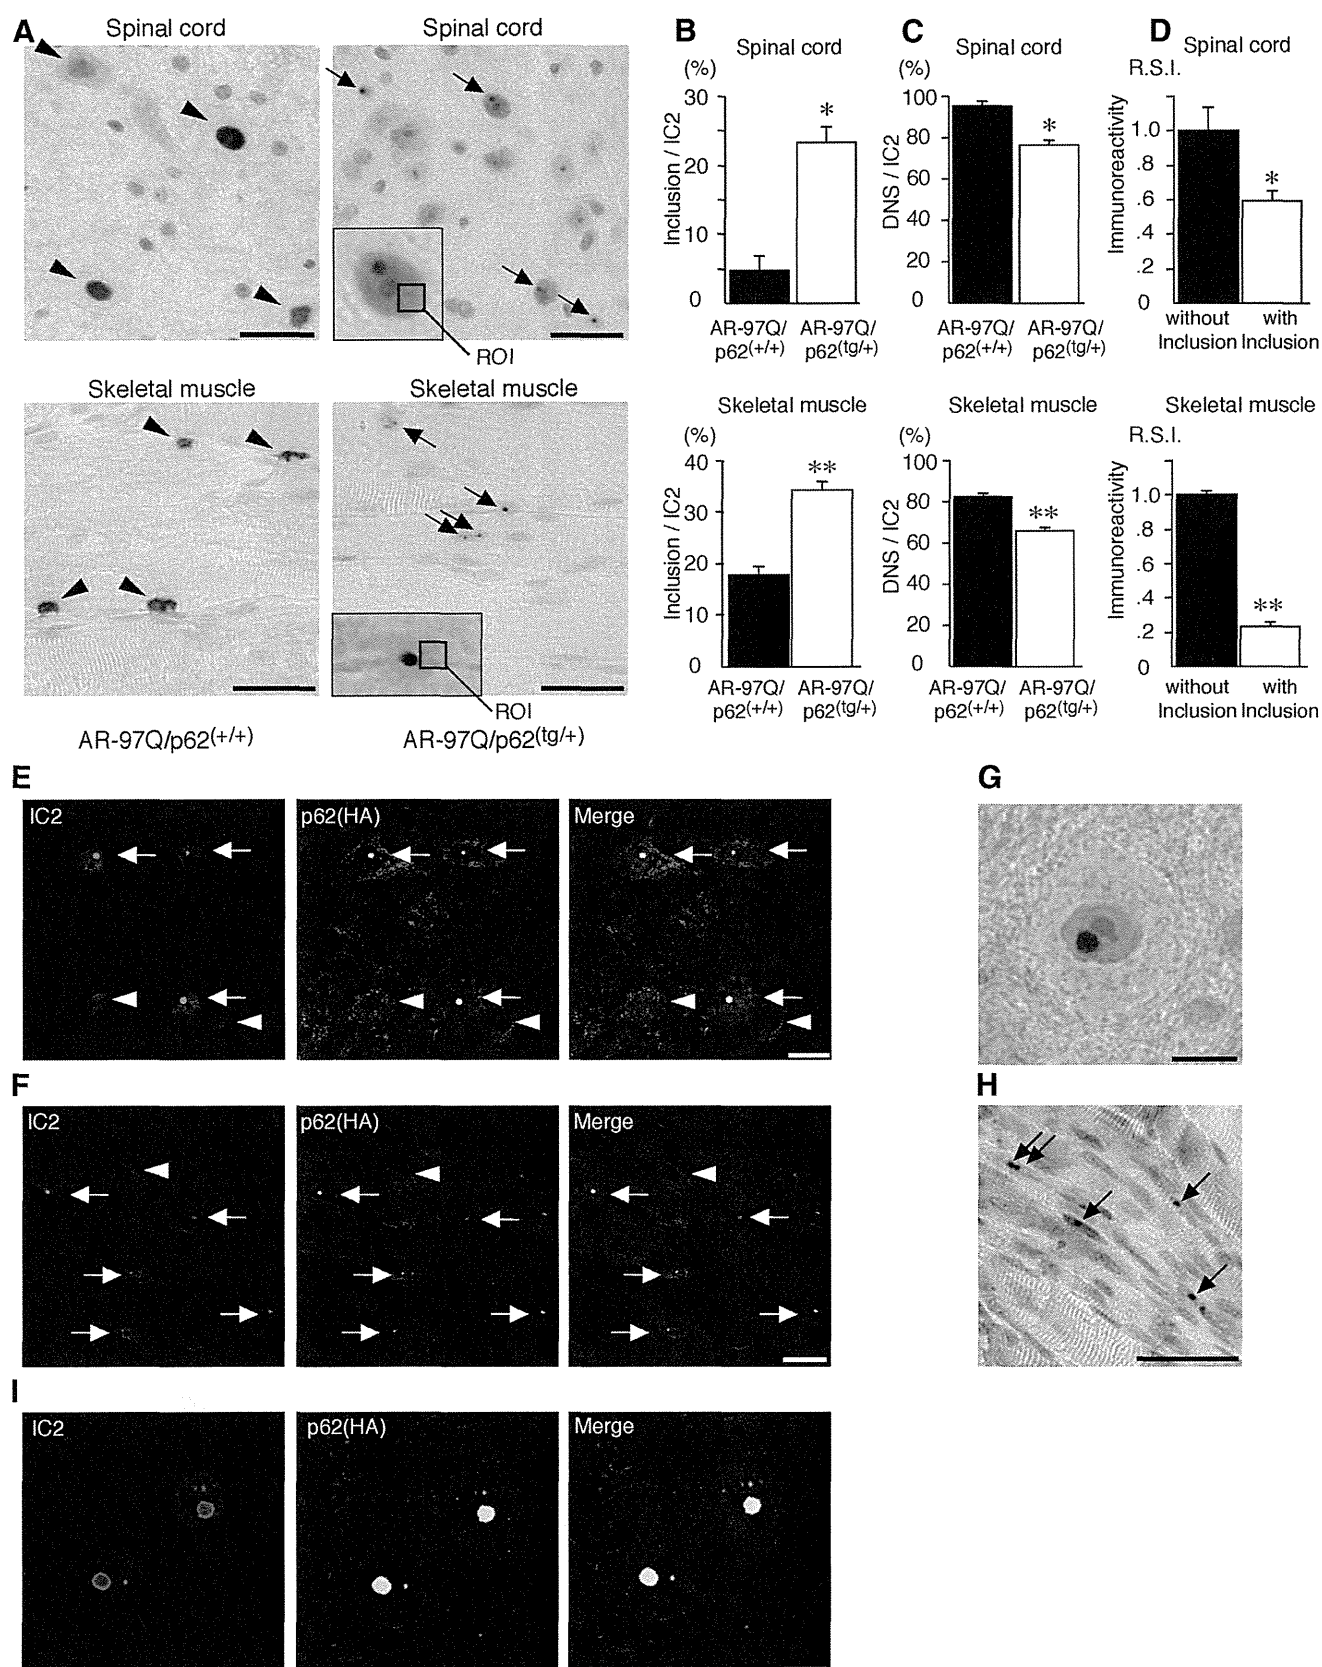 A
Spinal cord
Spinal cord
ROI
Skeletal muscle
Skeletal muscle
ROI
AR-97Q/p62(+/+)
AR-97Q/p62(tg/+)
B
Spinal cord
(%)
Inclusion / IC2
30
20
10
0
*
AR-97Q/ AR-97Q/
p62(+/+) p62(tg/+)
Skeletal muscle
(%)
Inclusion / IC2
40
30
20
10
0
**
AR-97Q/ AR-97Q/
p62(+/+) p62(tg/+)
C
Spinal cord
(%)
DNS / IC2
100
80
60
40
20
0
*
AR-97Q/ AR-97Q/
p62(+/+) p62(tg/+)
Skeletal muscle
(%)
DNS / IC2
100
80
60
40
20
0
**
AR-97Q/ AR-97Q/
p62(+/+) p62(tg/+)
D
Spinal cord
R.S.I.
Immunoreactivity
1.0
.8
.6
.4
.2
0
*
without with
Inclusion Inclusion
Skeletal muscle
R.S.I.
Immunoreactivity
1.0
.8
.6
.4
.2
0
**
without with
Inclusion Inclusion
E
IC2
p62(HA)
Merge
F
IC2
p62(HA)
Merge
G
H
I
IC2
p62(HA)
Merge